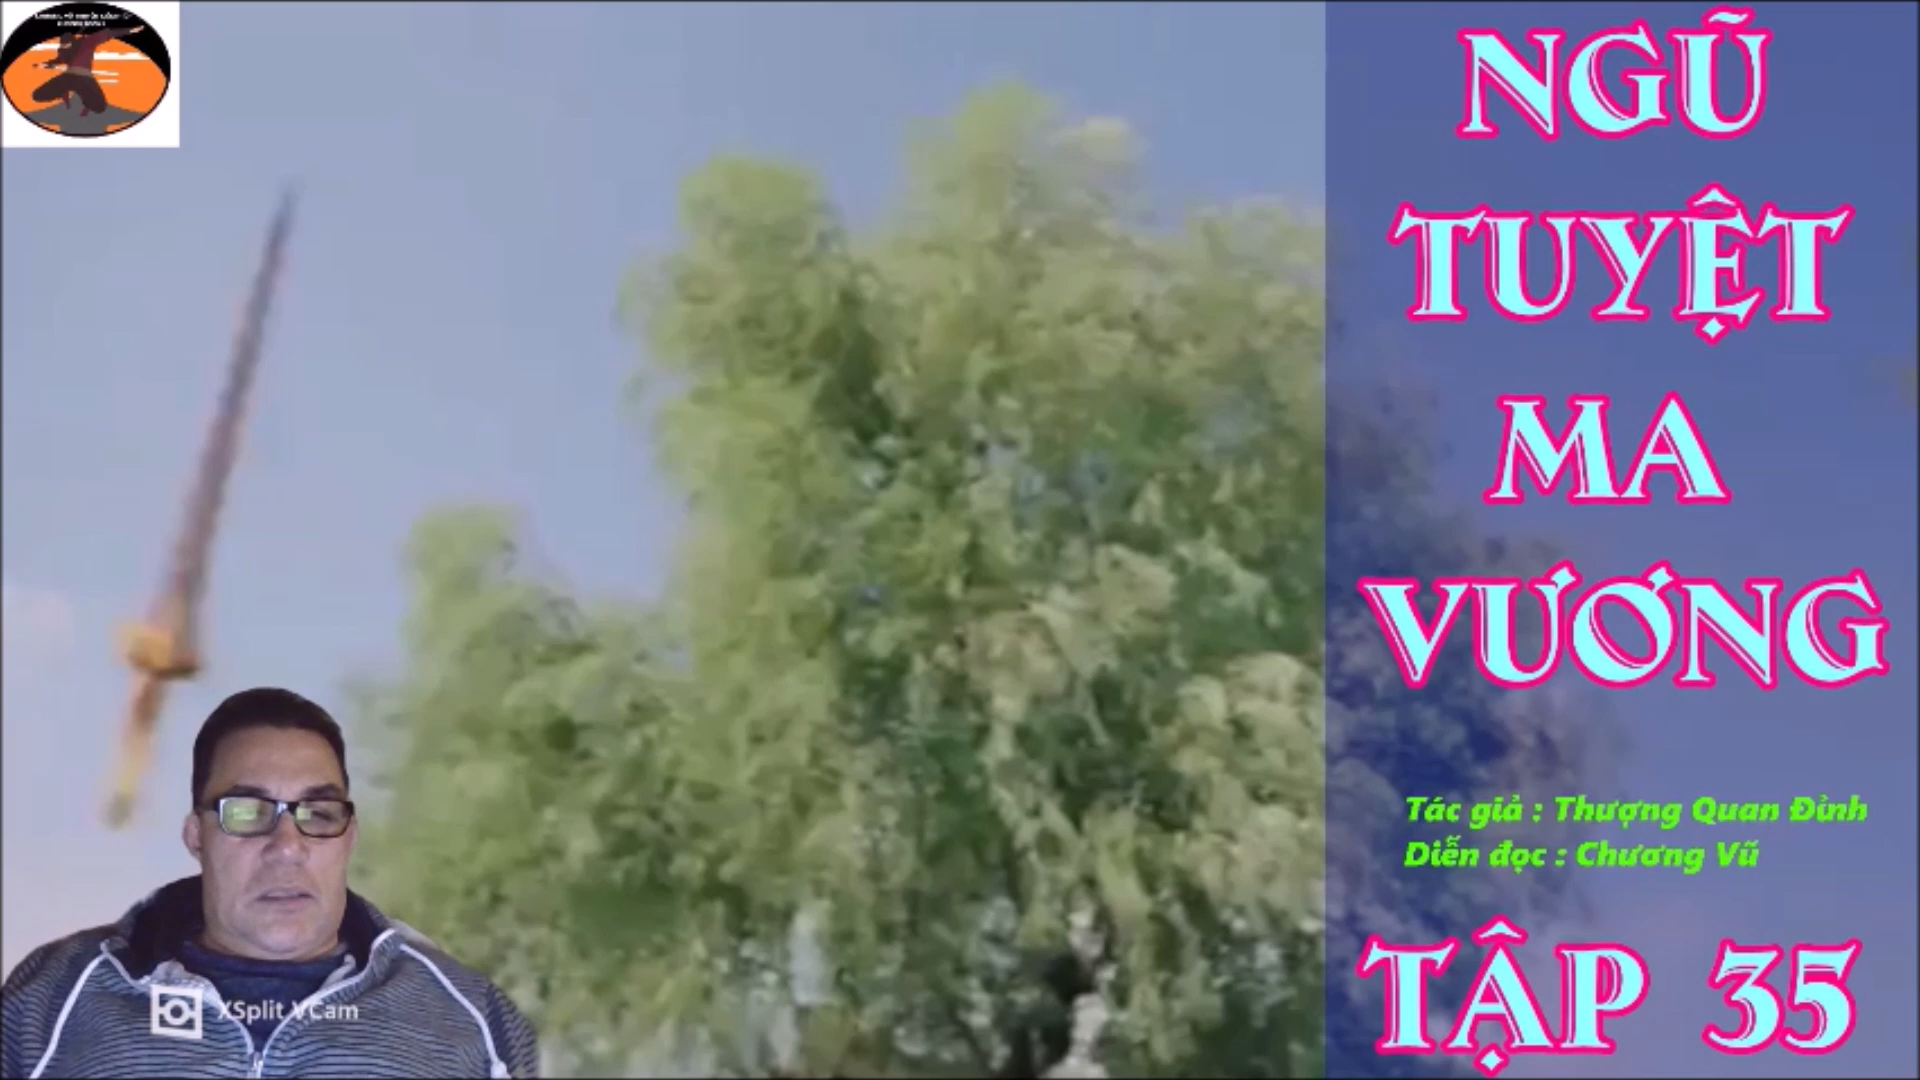 NGŨ
TUYỆT
MA
VƯƠNG
Tác giả : Thượng Quan Đỉnh
Diễn đọc : Chương Vũ
TẬP 35
XSplit VCam